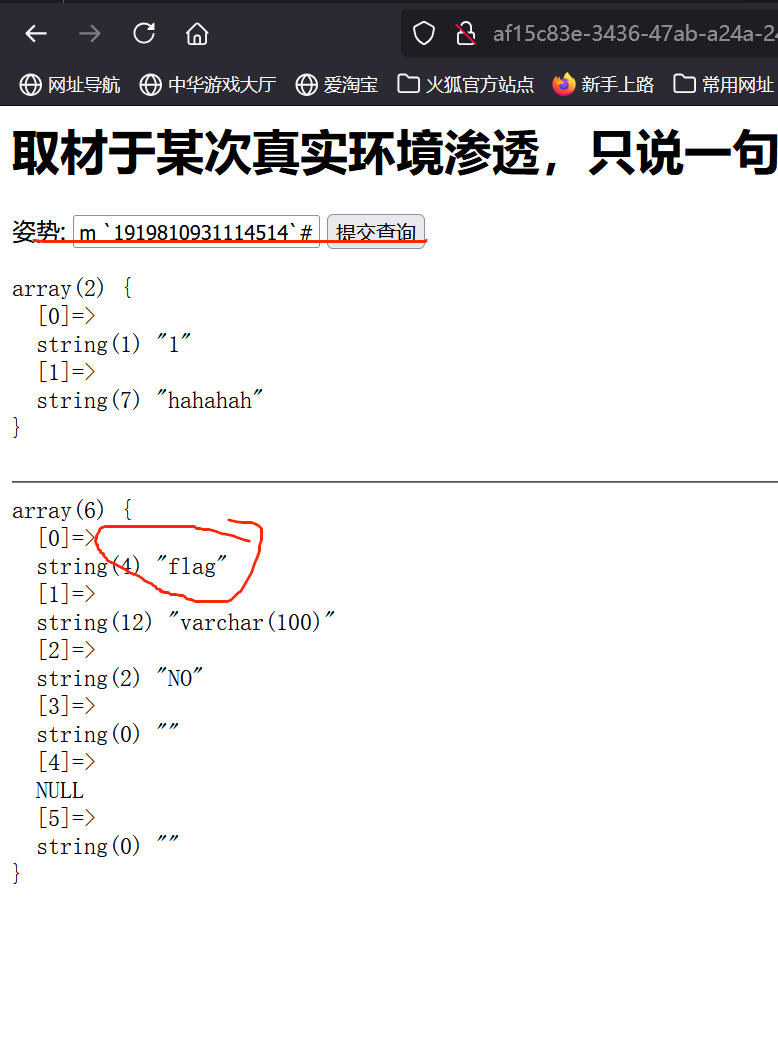 af15c83e-3436-47ab-a24a-24
网址导航 中华游戏大厅 爱淘宝 火狐官方站点 新手上路 常用网址
取材于某次真实环境渗透，只说一句
姿势: m `1919810931114514`# 提交查询
array(2) {
[0]=>
string(1) "1"
[1]=>
string(7) "hahahah"
}
array(6) {
[0]=>
string(4) "flag"
[1]=>
string(12) "varchar(100)"
[2]=>
string(2) "NO"
[3]=>
string(0) ""
[4]=>
NULL
[5]=>
string(0) ""
}